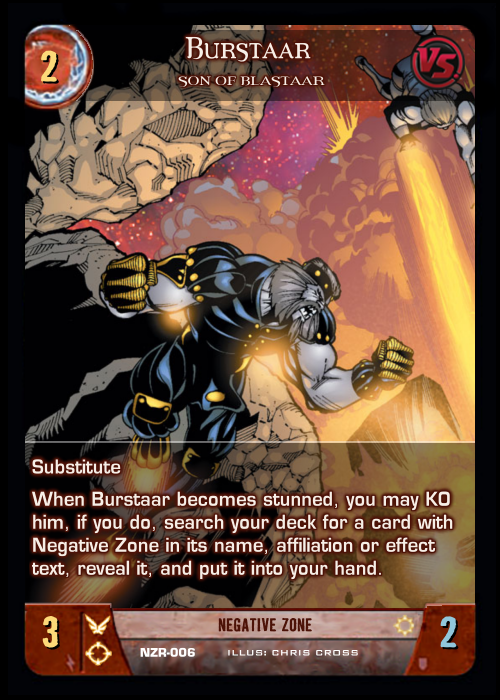 2
BURSTAAR
SON OF BLASTAAR
VS
Substitute
When Burstaar becomes stunned, you may KO
him, if you do, search your deck for a card with
Negative Zone in its name, affiliation or effect
text, reveal it, and put it into your hand.
3
NEGATIVE ZONE
2
NZR-006 ILLUS: CHRIS CROSS